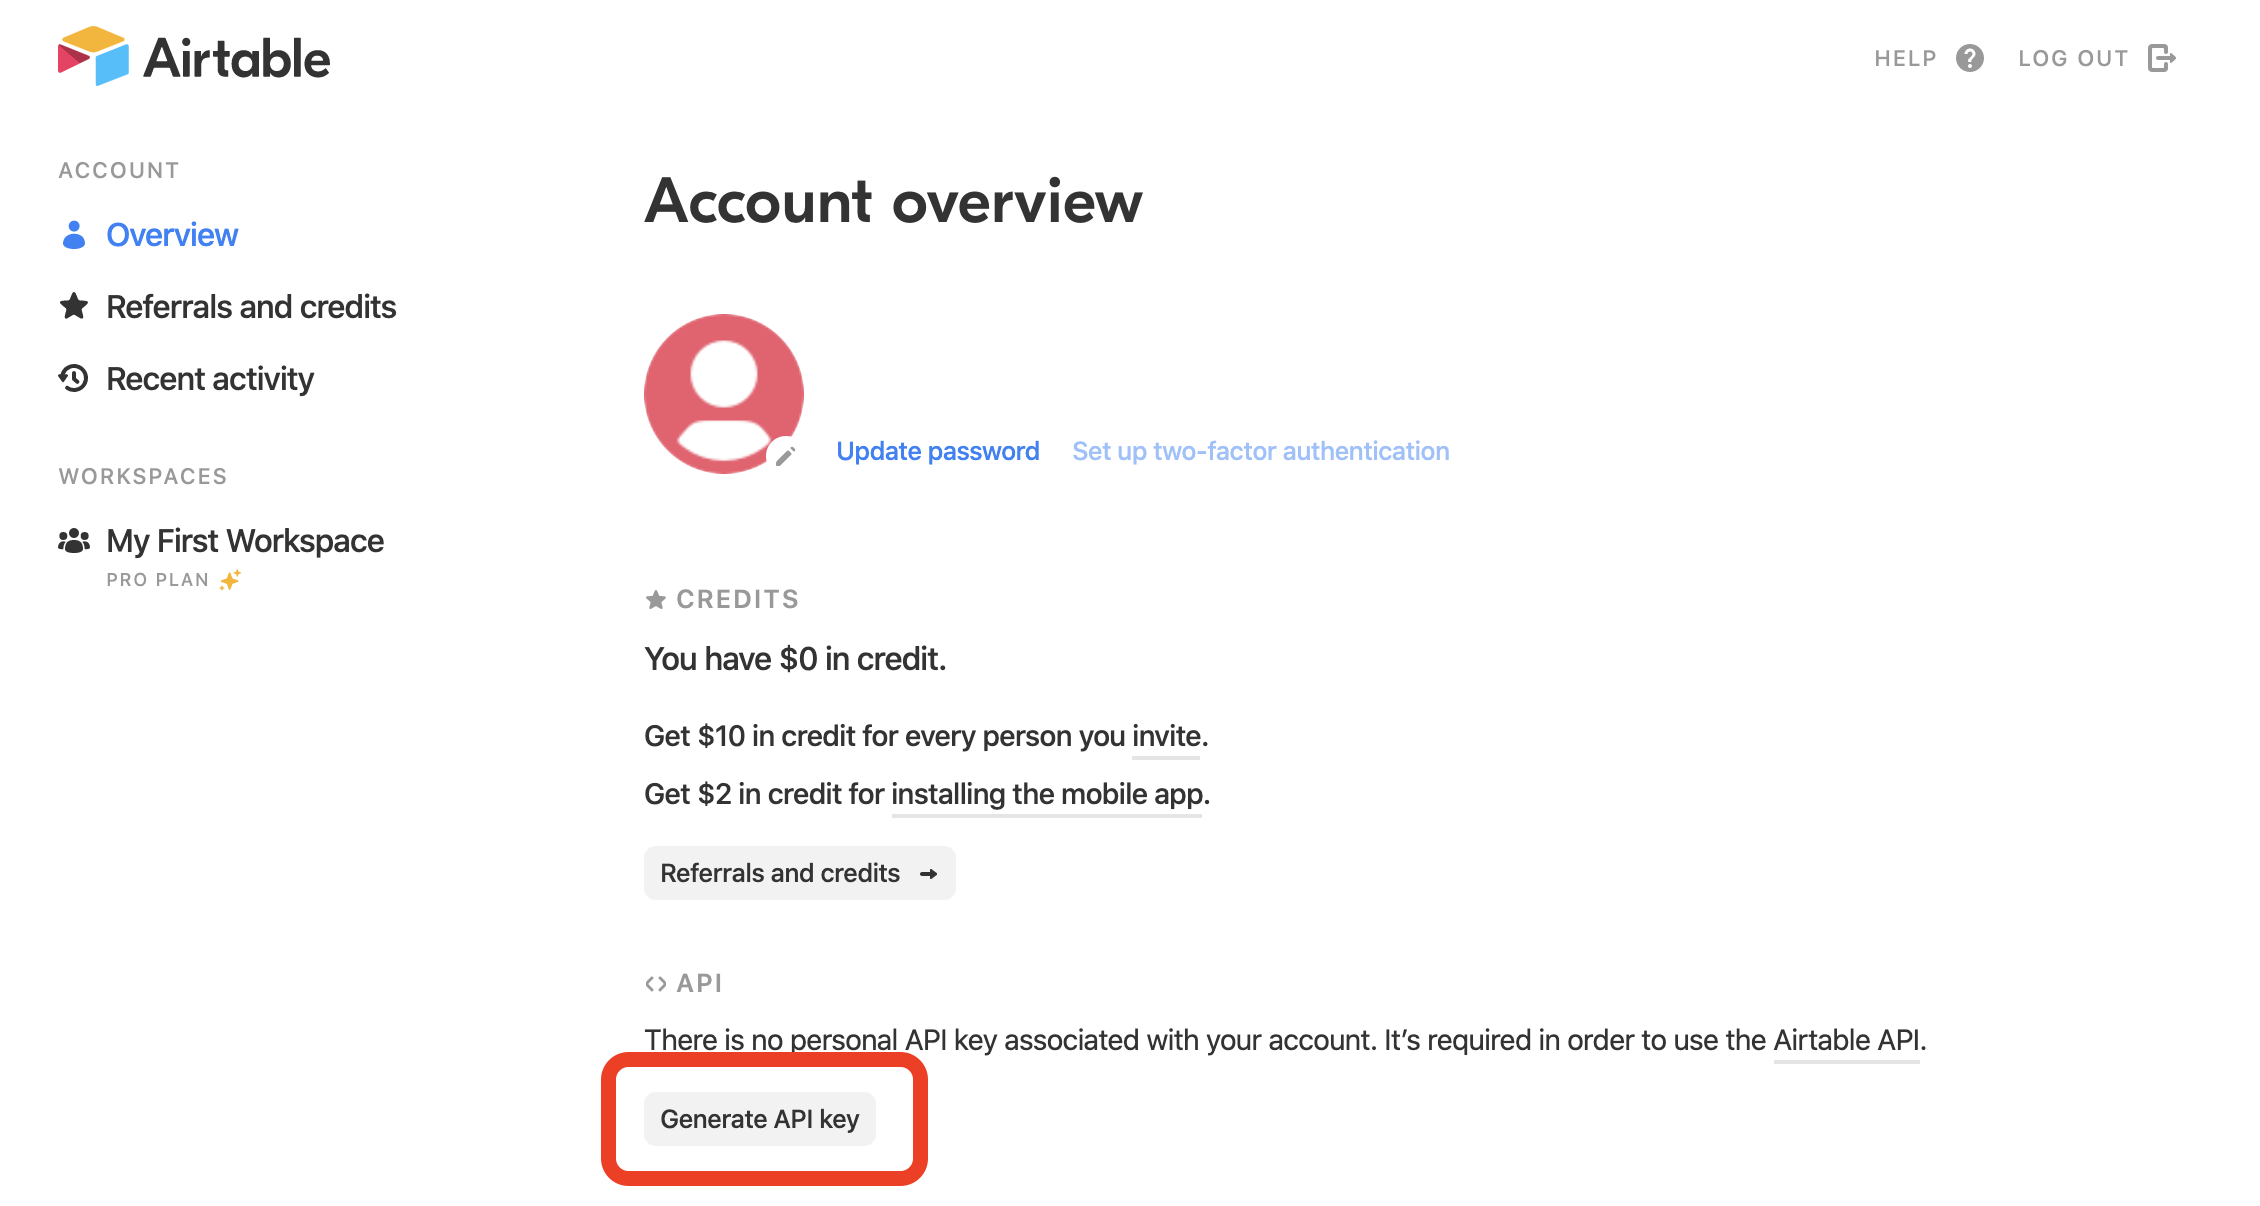 Airtable
HELP
LOG OUT
ACCOUNT
Overview
Referrals and credits
Recent activity
WORKSPACES
My First Workspace
PRO PLAN
Account overview
Update password
Set up two-factor authentication
CREDITS
You have $0 in credit.
Get $10 in credit for every person you invite.
Get $2 in credit for installing the mobile app.
Referrals and credits →
<> API
There is no personal API key associated with your account. It’s required in order to use the Airtable API.
Generate API key